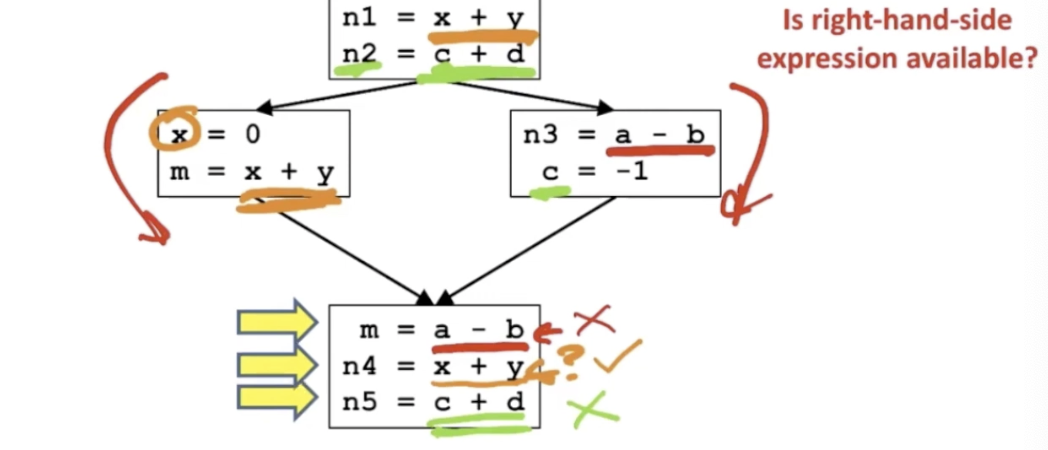 n1 = x + y
n2 = c + d
Is right-hand-side
expression available?
x = 0
m = x + y
n3 = a - b
c = -1
m = a - b
n4 = x + y ?
n5 = c + d